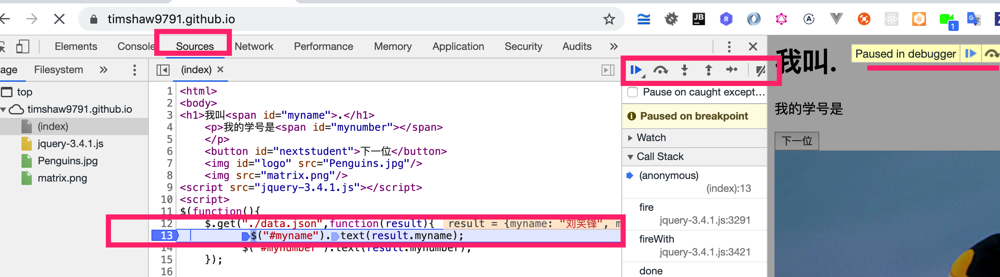 timshaw9791.github.io
JB
R
A
1
G
Elements Console Sources Network Performance Memory Application Security Audits »
age Filesystem »
(index) ×
我叫.
Paused in debugger
top
timshaw9791.github.io
(index)
jquery-3.4.1.js
Penguins.jpg
matrix.png
1 <html>
2 <body>
3 <h1>我叫<span id="myname">.</h1>
4 <p>我的学号是<span id="mynumber"></span>
5 </p>
6 <button id="nextstudent">下一位</button>
7 <img id="logo" src="Penguins.jpg"/>
8 <img src="matrix.png"/>
9 <script src="jquery-3.4.1.js"></script>
10 <script>
11 $(function(){
12 $.get("./data.json",function(result){ result = {myname: "刘笑锋", m
13 $("#myname").text(result.myname);
14 $("#mynumber").text(result.mynumber);
15 });
16
Pause on caught except...
Paused on breakpoint
Watch
Call Stack
(anonymous)
(index):13
fire
jquery-3.4.1.js:3291
fireWith
jquery-3.4.1.js:3421
done
我的学号是
下一位